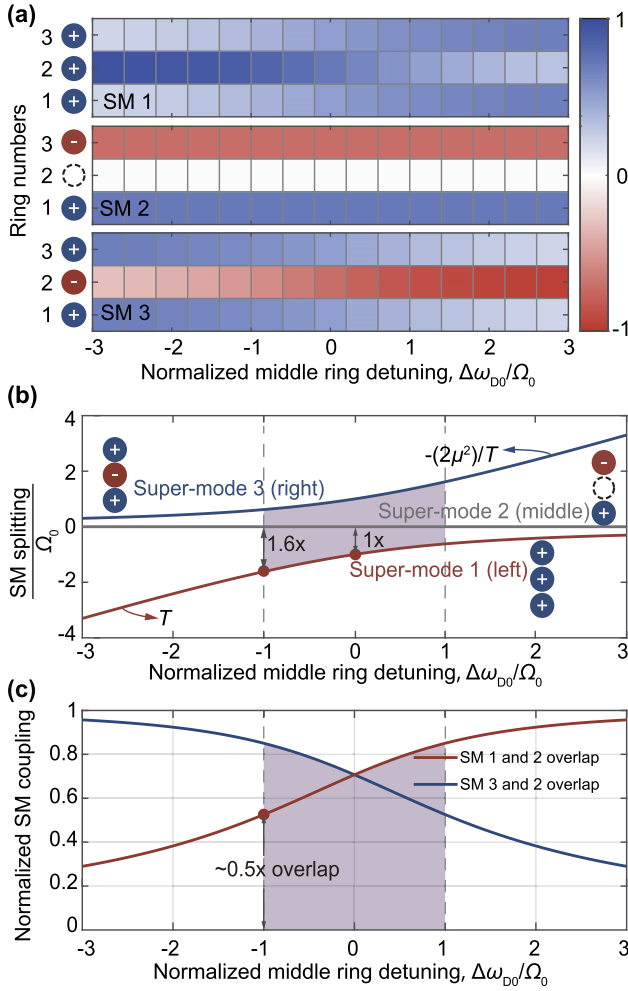 (a)
Ring numbers
3 +
2 +
1 +
SM 1
3 -
2
1 +
SM 2
3 +
2 -
1 +
SM 3
1
0
-1
-3 -2 -1 0 1 2 3
Normalized middle ring detuning, Δω_D0/Ω_0
(b)
SM splitting
Ω_0
4
2
0
-2
-4
+
-
+
Super-mode 3 (right)
-(2μ²)/T
-
+
Super-mode 2 (middle)
1.6x
1x
Super-mode 1 (left)
+
+
+
T
-3 -2 -1 0 1 2 3
Normalized middle ring detuning, Δω_D0/Ω_0
(c)
Normalized SM coupling
1
0.8
0.6
0.4
0.2
0
SM 1 and 2 overlap
SM 3 and 2 overlap
~0.5x overlap
-3 -2 -1 0 1 2 3
Normalized middle ring detuning, Δω_D0/Ω_0